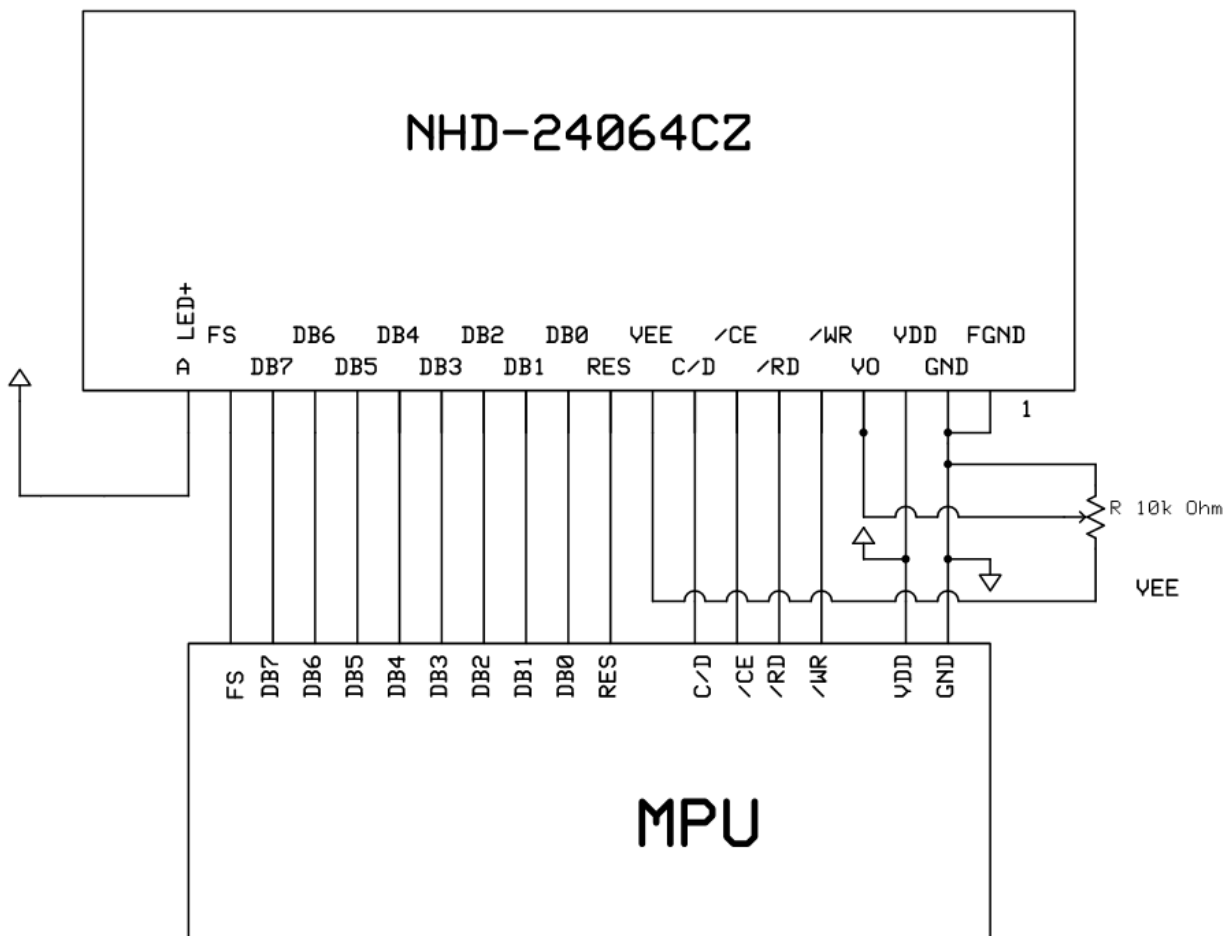 NHD-24064CZ
LED+
FS DB6 DB4 DB2 DB0 VEE /CE /WR VDD FGND
A DB7 DB5 DB3 DB1 RES C/D /RD VO GND
1
R 10k Ohm
VEE
FS DB7 DB6 DB5 DB4 DB3 DB2 DB1 DB0 RES C/D /CE /RD /WR VDD GND
MPU